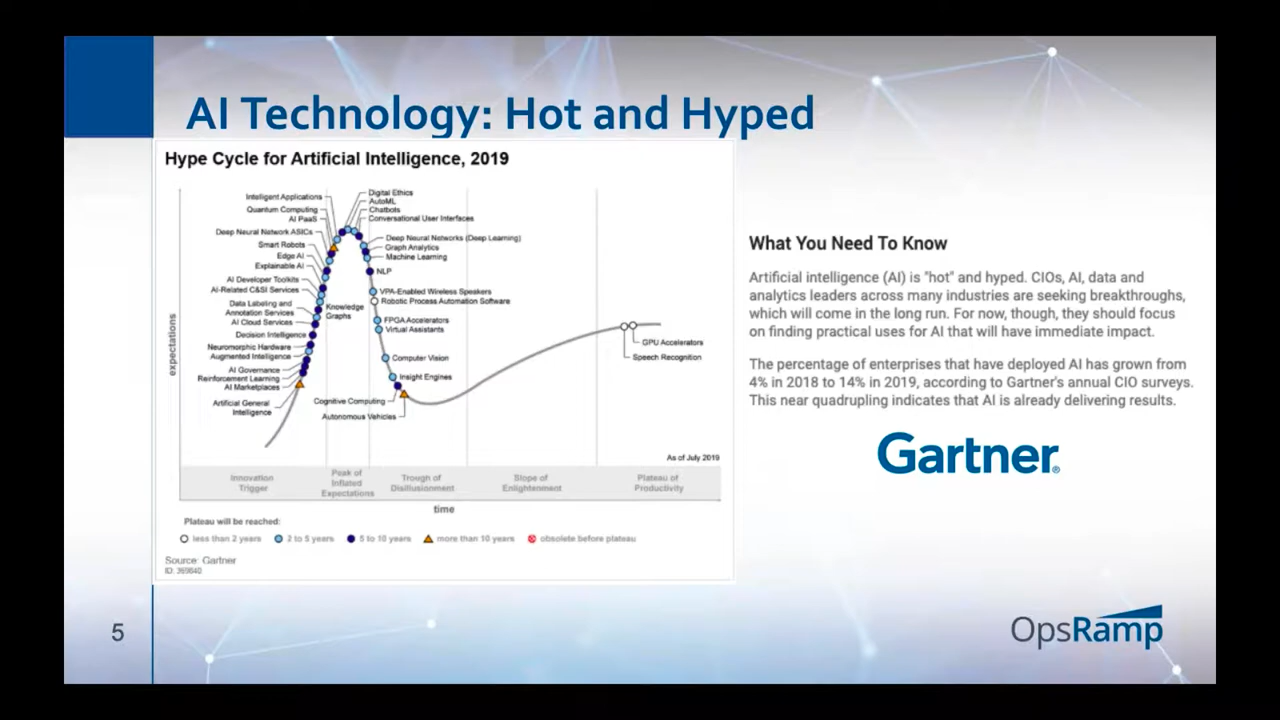 AI Technology: Hot and Hyped
Hype Cycle for Artificial Intelligence, 2019
expectations
Intelligent Applications
Quantum Computing
AI PaaS
Deep Neural Network ASICs
Smart Robots
Edge AI
Explainable AI
AI Developer Toolkits
AI-Related C&SI Services
Data Labeling and
Annotation Services
AI Cloud Services
Decision Intelligence
Neuromorphic Hardware
Augmented Intelligence
AI Governance
Reinforcement Learning
AI Marketplaces
Artificial General
Intelligence
Knowledge
Graphs
Digital Ethics
AutoML
Chatbots
Conversational User Interfaces
Deep Neural Networks (Deep Learning)
Graph Analytics
Machine Learning
NLP
VPA-Enabled Wireless Speakers
Robotic Process Automation Software
FPGA Accelerators
Virtual Assistants
Computer Vision
Insight Engines
Cognitive Computing
Autonomous Vehicles
GPU Accelerators
Speech Recognition
As of July 2019
Innovation
Trigger
Peak of
Inflated
Expectations
Trough of
Disillusionment
Slope of
Enlightenment
Plateau of
Productivity
time
Plateau will be reached:
less than 2 years 2 to 5 years 5 to 10 years more than 10 years obsolete before plateau
Source: Gartner
ID: 369840
What You Need To Know
Artificial intelligence (AI) is "hot" and hyped. CIOs, AI, data and
analytics leaders across many industries are seeking breakthroughs,
which will come in the long run. For now, though, they should focus
on finding practical uses for AI that will have immediate impact.
The percentage of enterprises that have deployed AI has grown from
4% in 2018 to 14% in 2019, according to Gartner's annual CIO surveys.
This near quadrupling indicates that AI is already delivering results.
Gartner®
5
OpsRamp